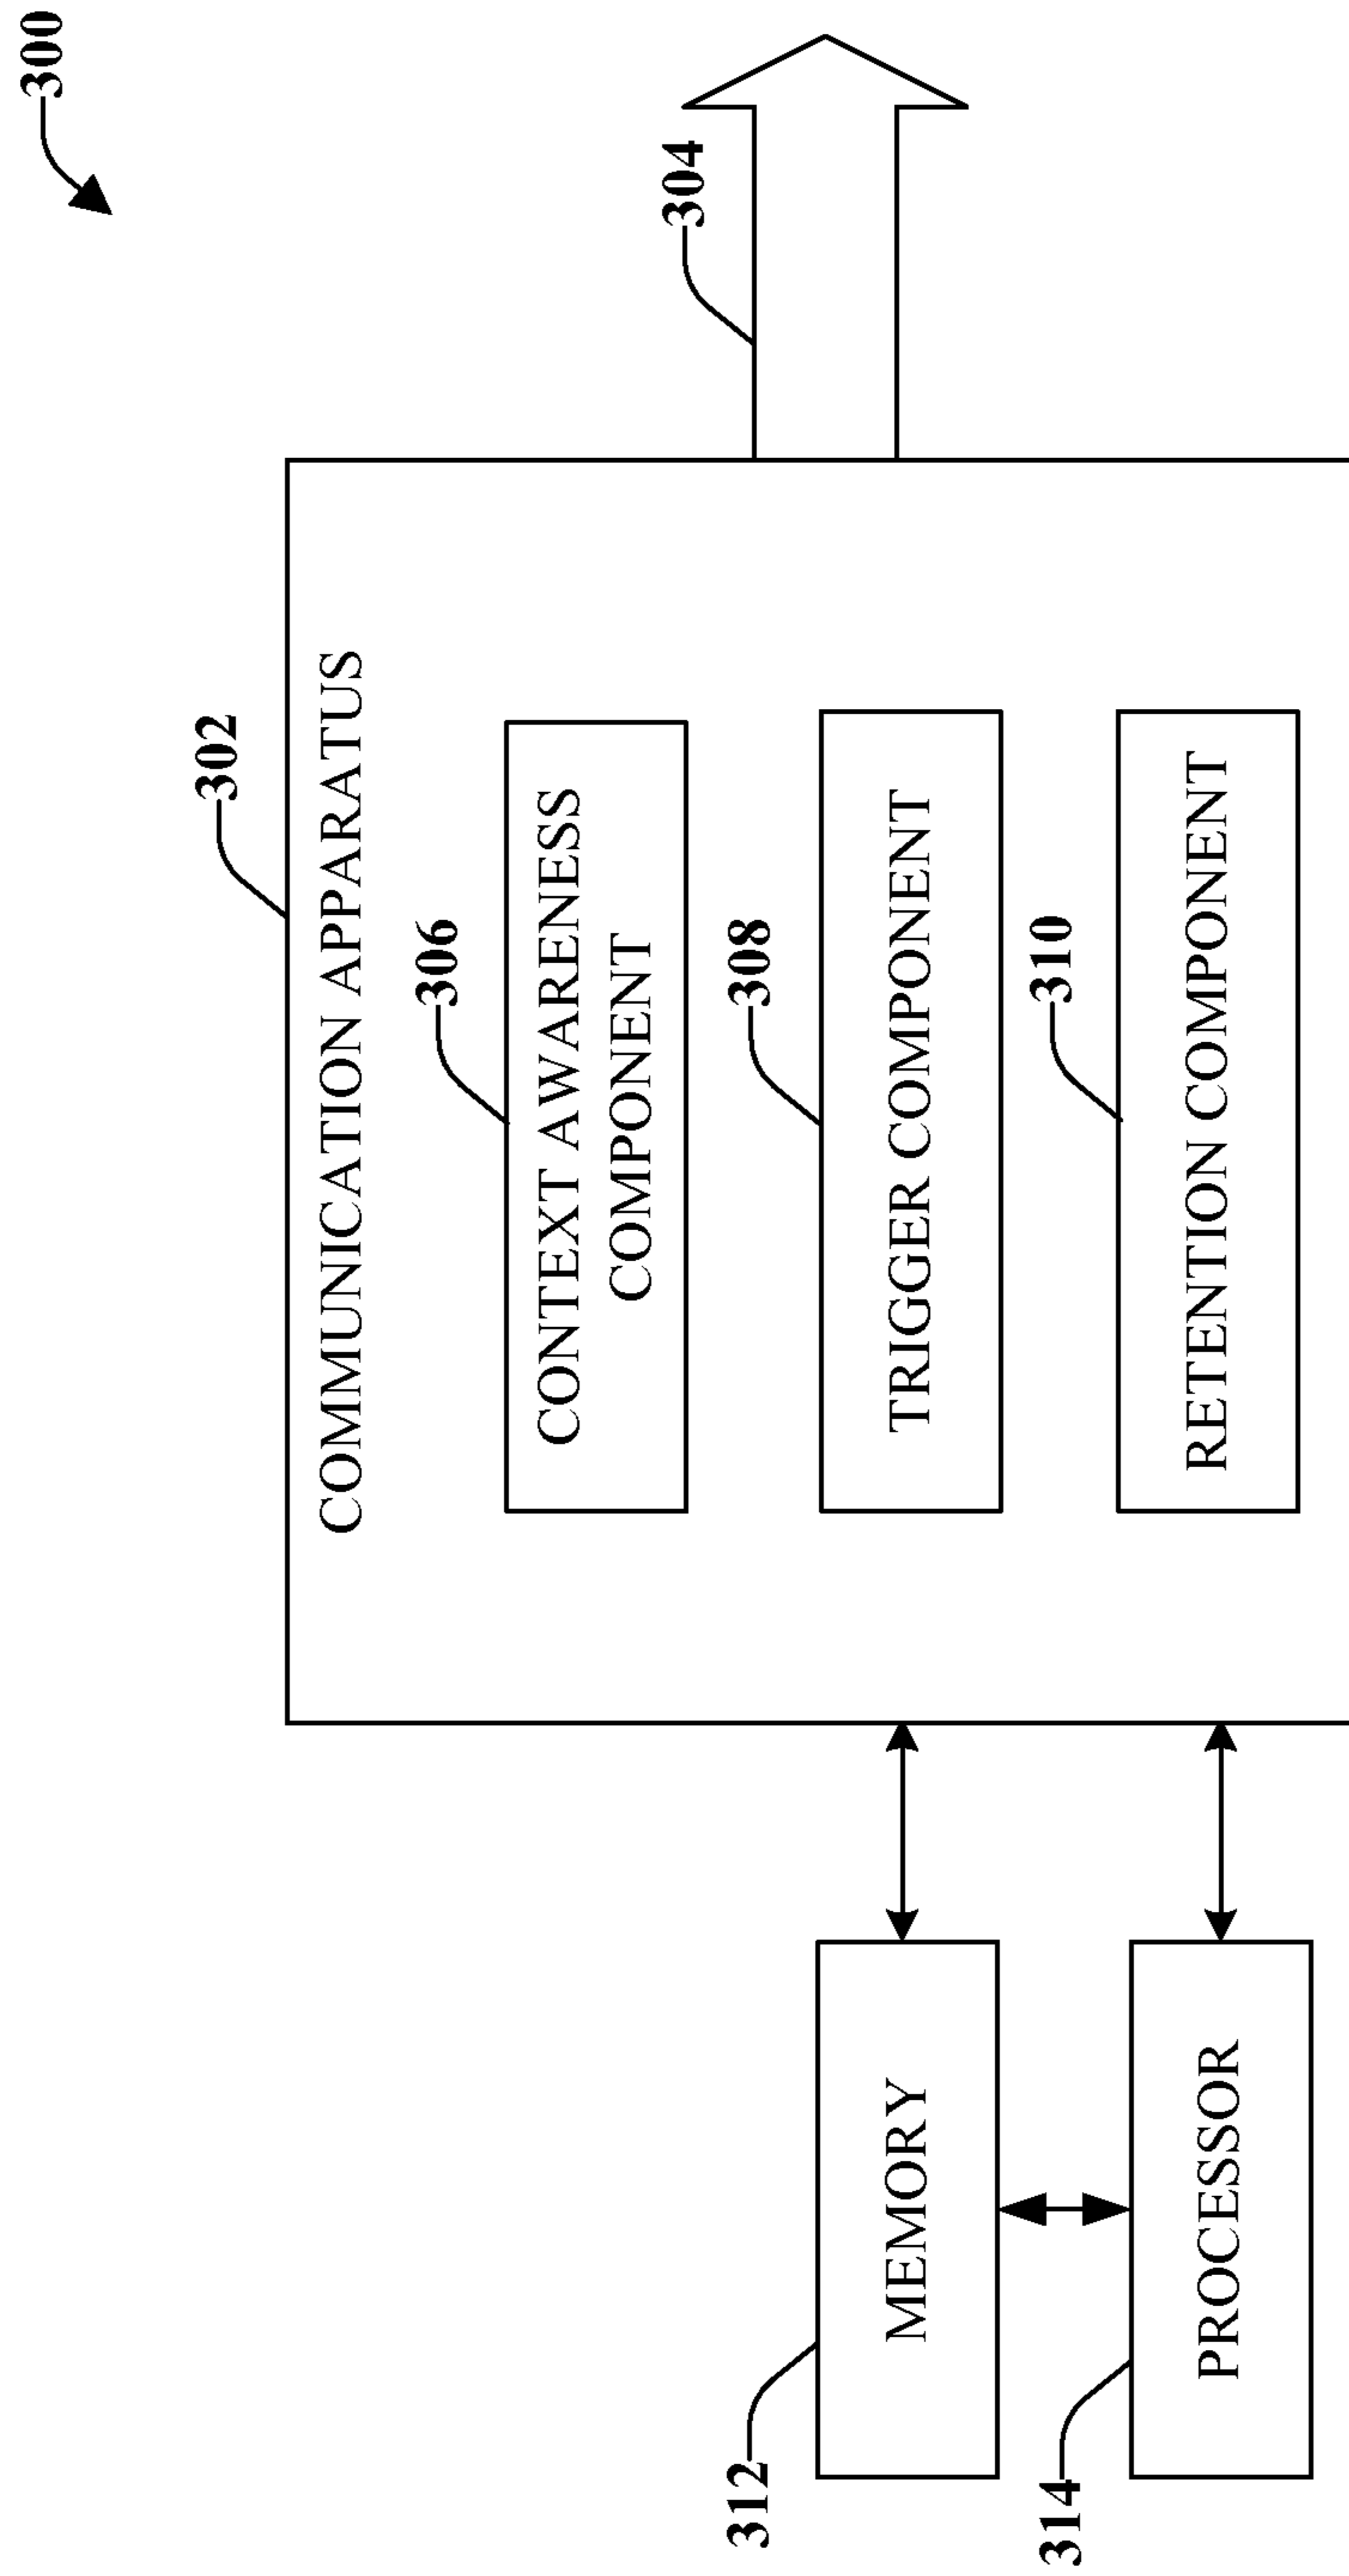 300
302
COMMUNICATION APPARATUS
304
306
CONTEXT AWARENESS
COMPONENT
312
MEMORY
308
TRIGGER COMPONENT
314
PROCESSOR
310
RETENTION COMPONENT